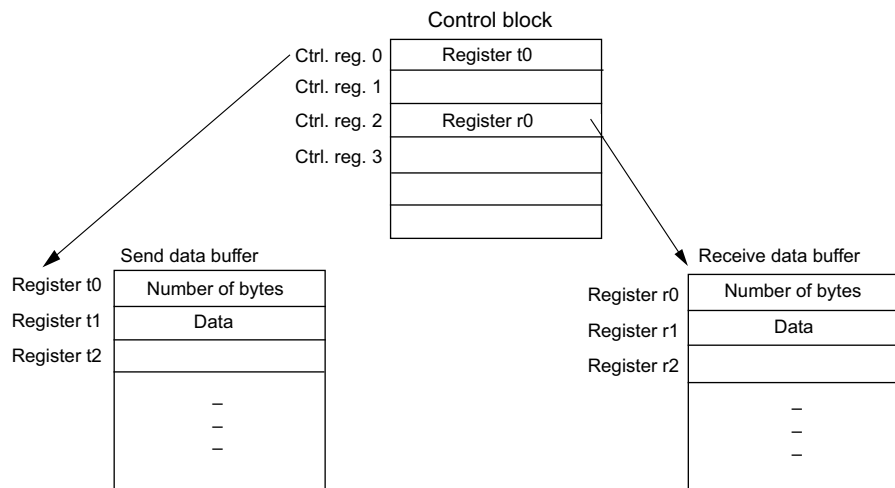 Control block
Ctrl. reg. 0 Register t0
Ctrl. reg. 1
Ctrl. reg. 2 Register r0
Ctrl. reg. 3
Send data buffer
Register t0 Number of bytes
Register t1 Data
Register t2
–
–
–
Receive data buffer
Register r0 Number of bytes
Register r1 Data
Register r2
–
–
–